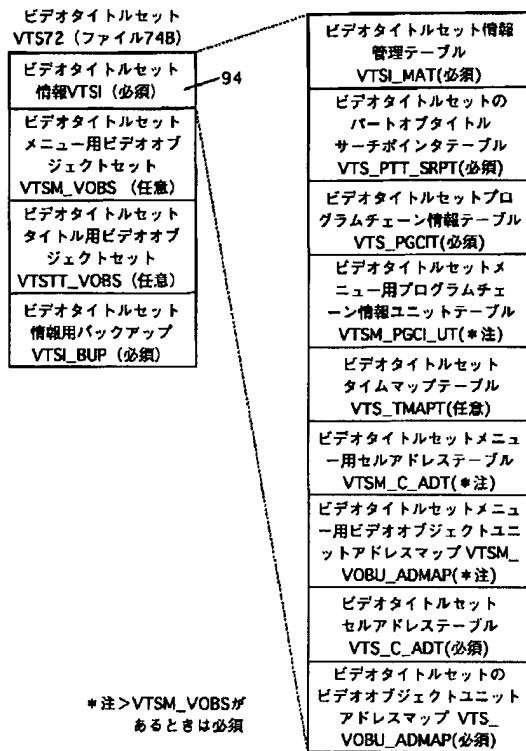 ビデオタイトルセット
VTS72（ファイル74B）
ビデオタイトルセット
情報VTSI（必須）
94
ビデオタイトルセット
メニュー用ビデオオブ
ジェクトセット
VTSM_VOBS（任意）
ビデオタイトルセット
タイトル用ビデオオブ
ジェクトセット
VTSTT_VOBS（任意）
ビデオタイトルセット
情報用バックアップ
VTSI_BUP（必須）
＊注＞VTSM_VOBSが
あるときは必須
ビデオタイトルセット情報
管理テーブル
VTSI_MAT(必須)
ビデオタイトルセットの
パートオブタイトル
サーチポインタテーブル
VTS_PTT_SRPT(必須)
ビデオタイトルセットプロ
グラムチェーン情報テーブル
VTS_PGCIT(必須)
ビデオタイトルセットメ
ニュー用プログラムチェ
ーン情報ユニットテーブル
VTSM_PGCI_UT(＊注)
ビデオタイトルセット
タイムマップテーブル
VTS_TMAPT(任意)
ビデオタイトルセットメニュ
ー用セルアドレステーブル
VTSM_C_ADT(＊注)
ビデオタイトルセットメニュ
ー用ビデオオブジェクトユニ
ットアドレスマップ VTSM_
VOBU_ADMAP(＊注)
ビデオタイトルセット
セルアドレステーブル
VTS_C_ADT(必須)
ビデオタイトルセットの
ビデオオブジェクトユニット
アドレスマップ VTS_
VOBU_ADMAP(必須)